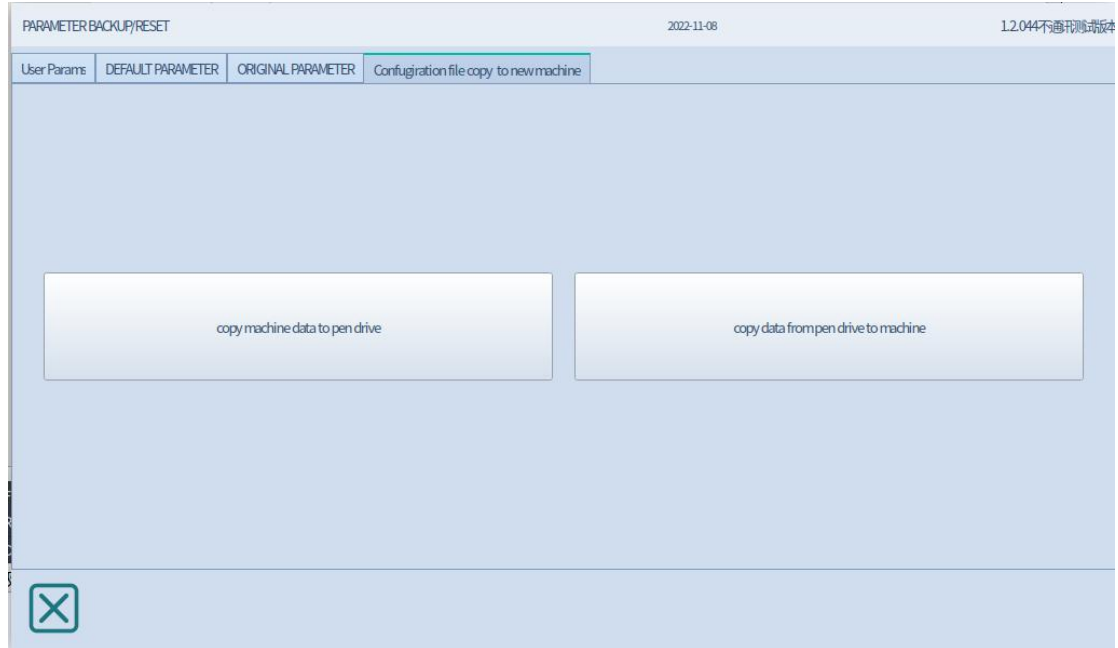 PARAMETER BACKUP/RESET 2022-11-08 1.2.044不通用测试版本
User Params DEFAULT PARAMETER ORIGINAL PARAMETER Confugiration file copy to new machine
copy machine data to pen drive copy data from pen drive to machine